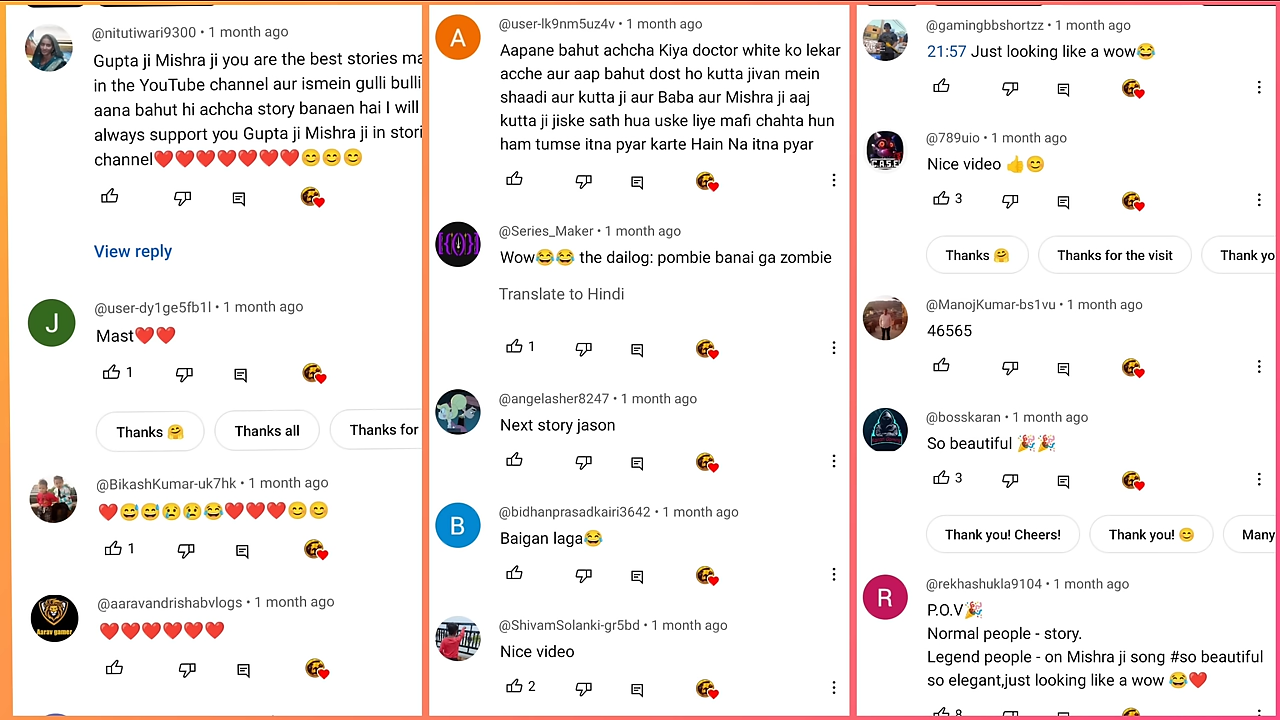 @nitutiwari9300 • 1 month ago
Gupta ji Mishra ji you are the best stories ma
in the YouTube channel aur ismein gulli bulli
aana bahut hi achcha story banaen hai I will
always support you Gupta ji Mishra ji in stori
channel❤️❤️❤️❤️❤️❤️❤️😊😊😊
View reply
J
@user-dy1ge5fb1l • 1 month ago
Mast❤️❤️
1
Thanks 🤗
Thanks all
Thanks for
@BikashKumar-uk7hk • 1 month ago
❤️😅😅😢😢😂❤️❤️❤️😊😊
1
Aarav gamer
@aaravandrishabvlogs • 1 month ago
❤️❤️❤️❤️❤️❤️
A
@user-lk9nm5uz4v • 1 month ago
Aapane bahut achcha Kiya doctor white ko lekar
acche aur aap bahut dost ho kutta jivan mein
shaadi aur kutta ji aur Baba aur Mishra ji aaj
kutta ji jiske sath hua uske liye mafi chahta hun
ham tumse itna pyar karte Hain Na itna pyar
@Series_Maker • 1 month ago
Wow😂😂 the dailog: pombie banai ga zombie
Translate to Hindi
1
@angelasher8247 • 1 month ago
Next story jason
B
@bidhanprasadkairi3642 • 1 month ago
Baigan laga😂
@ShivamSolanki-gr5bd • 1 month ago
Nice video
2
@gamingbbshortzz • 1 month ago
21:57 Just looking like a wow😂
C.A.S.E
@789uio • 1 month ago
Nice video 👍😊
3
Thanks 🤗
Thanks for the visit
Thank yo
@ManojKumar-bs1vu • 1 month ago
46565
@bosskaran • 1 month ago
So beautiful 🎉🎉
3
Thank you! Cheers!
Thank you! 😊
Many
R
@rekhashukla9104 • 1 month ago
P.O.V🎉
Normal people - story.
Legend people - on Mishra ji song #so beautiful
so elegant,just looking like a wow 😂❤️
8